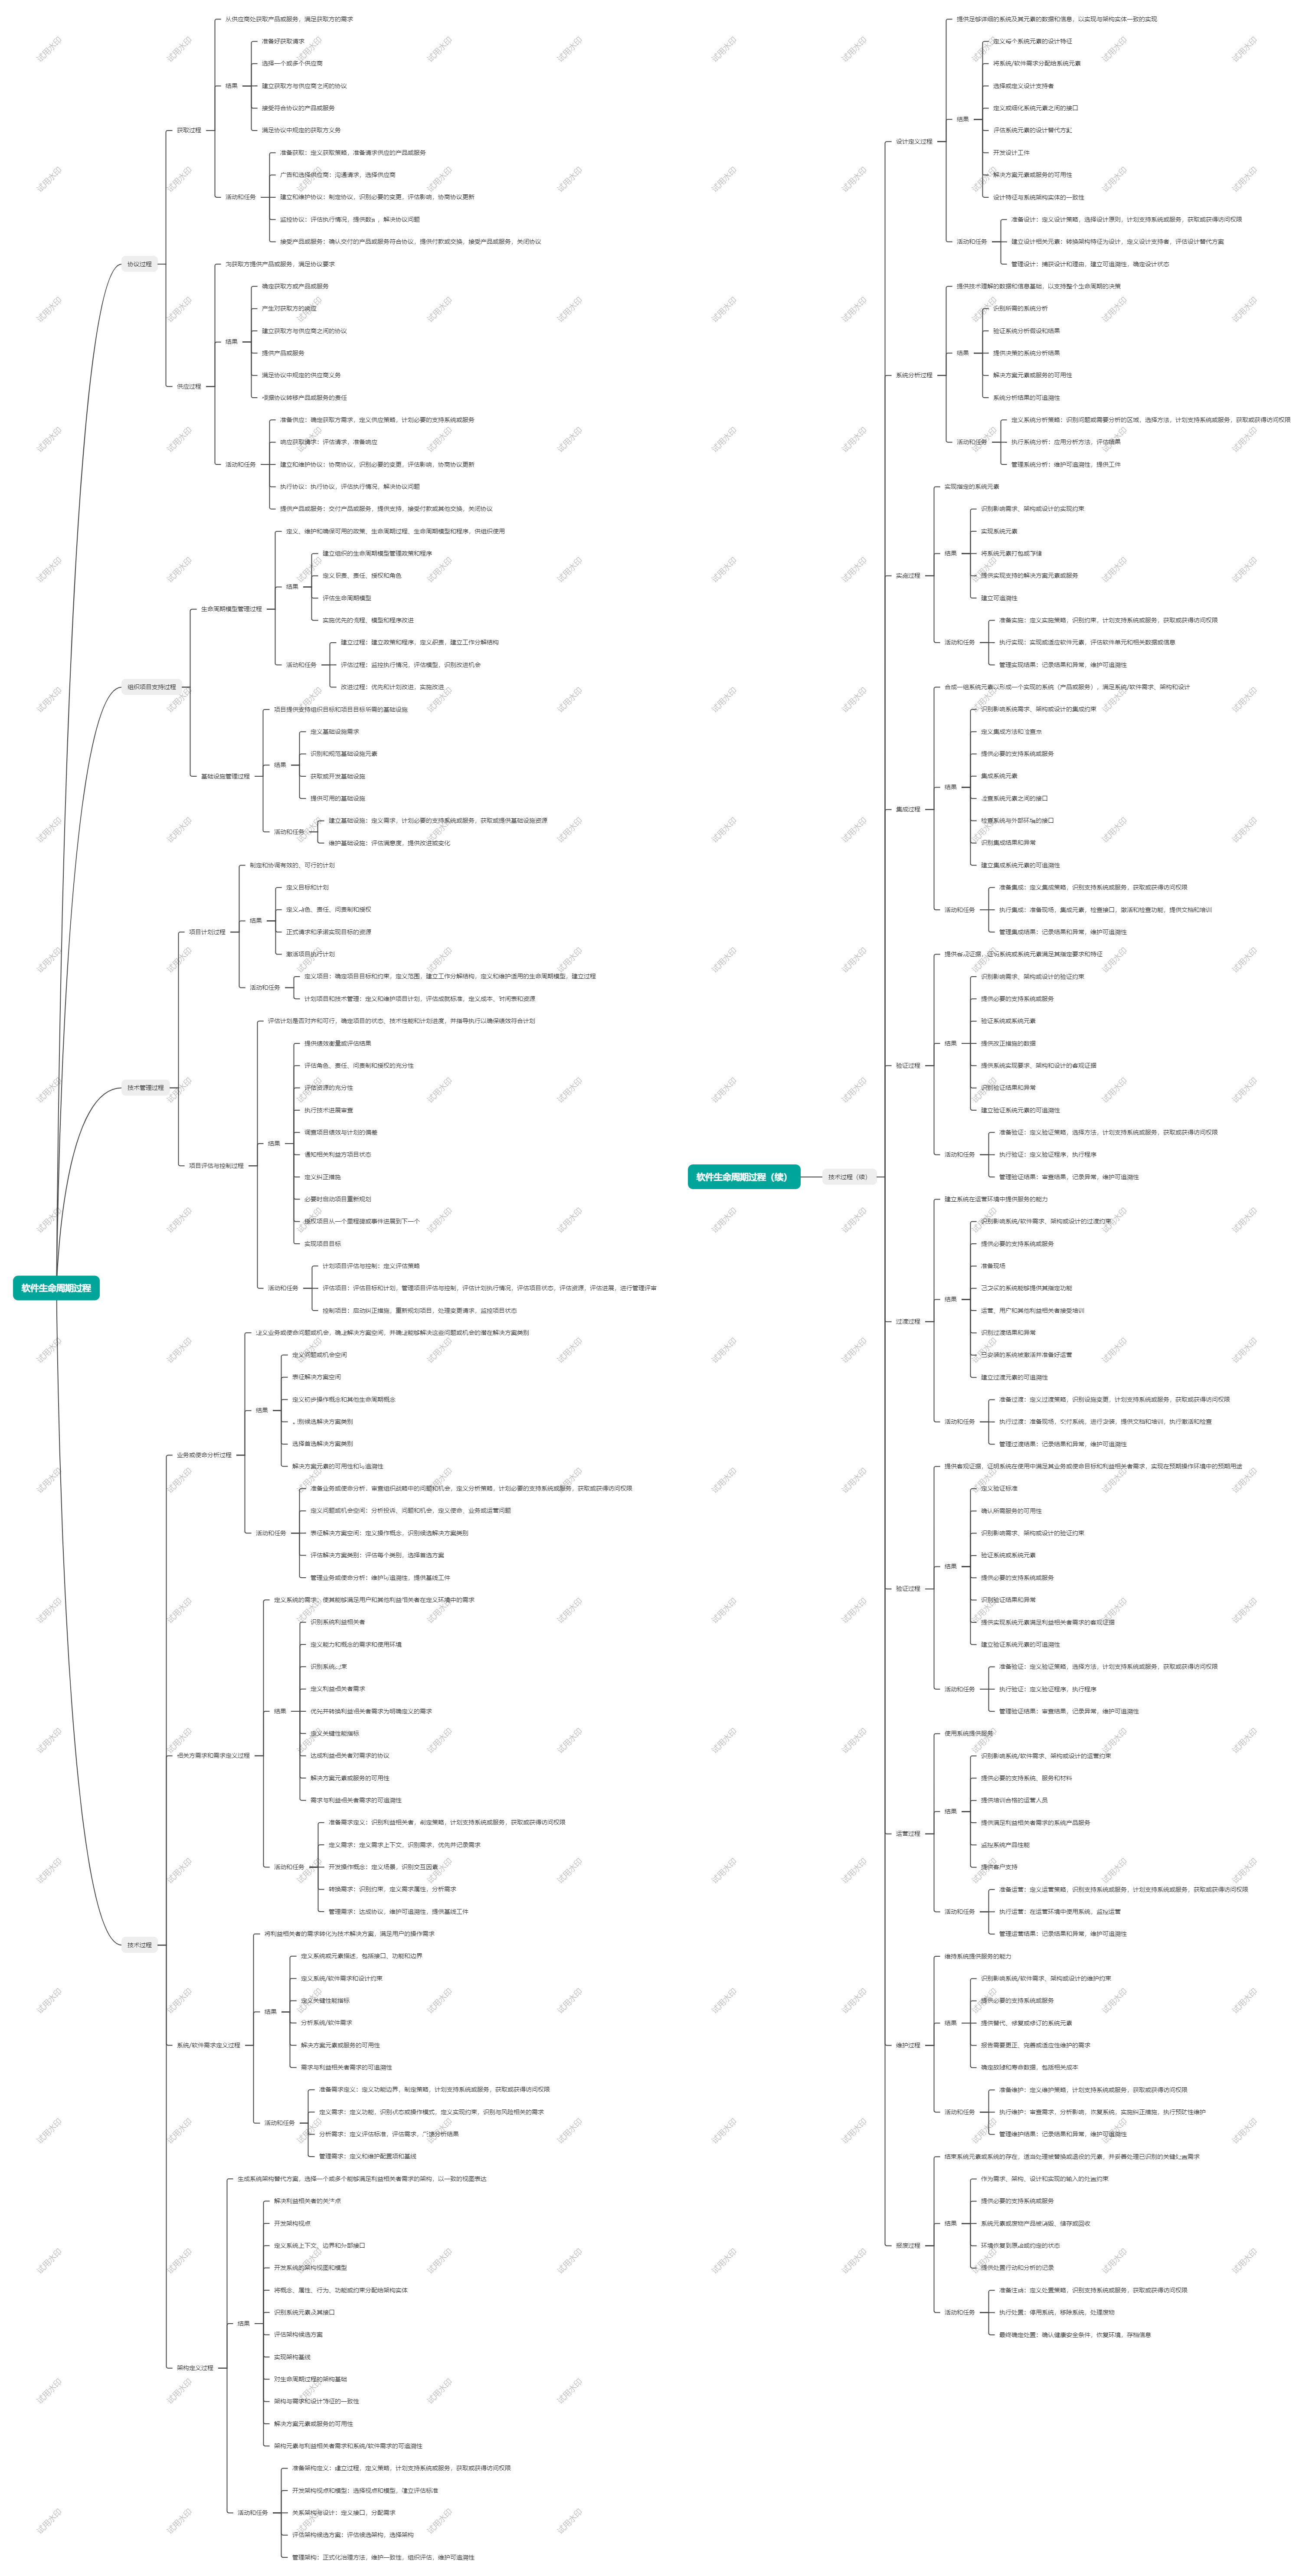 软件生命周期过程
协议过程
获取过程
从供应商处获取产品或服务，满足获取方的需求
结果
准备好获取请求
选择一个或多个供应商
建立获取方与供应商之间的协议
接受符合协议的产品或服务
满足协议中规定的获取方义务
活动和任务
准备获取：定义获取策略、准备请求供应的产品或服务
广告和选择供应商：沟通请求，选择供应商
建立和维护协议：制定协议，识别必要的变更，评估影响，协商协议更新
监控协议：评估执行情况，提供数据，解决协议问题
接受产品或服务：确认交付的产品或服务符合协议，提供付款或交换，接受产品或服务，关闭协议
供应过程
为获取方提供产品或服务，满足协议要求
结果
确定获取方或产品或服务
产生对获取方的响应
建立获取方与供应商之间的协议
提供产品或服务
满足协议中规定的供应商义务
根据协议转移产品或服务的责任
活动和任务
准备供应：确定获取方需求，定义供应策略，计划必要的支持系统或服务
响应获取请求：评估请求，准备响应
建立和维护协议：协商协议，识别必要的变更，评估影响，协商协议更新
执行协议：执行协议，评估执行情况，解决协议问题
提供产品或服务：交付产品或服务，提供支持，接受付款或其他交换，关闭协议
组织项目支持过程
生命周期模型管理过程
定义、维护和确保可用的政策、生命周期过程、生命周期模型和程序，供组织使用
结果
建立组织的生命周期模型管理政策和程序
定义职责、责任、授权和角色
评估生命周期模型
实施优先的流程、模型和程序改进
活动和任务
建立过程：建立政策和程序，定义职责，建立工作分解结构
评估过程：监控执行情况，评估模型，识别改进机会
改进过程：优先和计划改进，实施改进
基础设施管理过程
项目提供支持组织目标和项目目标所需的基础设施
结果
定义基础设施需求
识别和规范基础设施元素
获取或开发基础设施
提供可用的基础设施
活动和任务
建立基础设施：定义需求，计划必要的支持系统或服务，获取或提供基础设施资源
维护基础设施：评估满意度，提供改进或变化
技术管理过程
项目计划过程
制定和协调有效的、可行的计划
结果
定义目标和计划
定义角色、责任、问责制和授权
正式请求和承诺实现目标的资源
激活项目执行计划
活动和任务
定义项目：确定项目目标和约束，定义范围，建立工作分解结构，定义和维护适用的生命周期模型，建立过程
计划项目和技术管理：定义和维护项目计划，评估成就标准，定义成本、时间表和资源
项目评估与控制过程
评估计划是否对齐和可行，确定项目的状态、技术性能和计划进度，并指导执行以确保绩效符合计划
结果
提供绩效衡量或评估结果
评估角色、责任、问责制和授权的充分性
评估资源的充分性
执行技术进展审查
调查项目绩效与计划的偏差
通知相关利益方项目状态
定义纠正措施
必要时启动项目重新规划
授权项目从一个里程碑或事件进展到下一个
实现项目目标
活动和任务
计划项目评估与控制：定义评估策略
评估项目：评估目标和计划，管理项目评估与控制，评估计划执行情况，评估项目状态，评估资源，评估进展，进行管理评审
控制项目：启动纠正措施，重新规划项目，处理变更请求，监控项目状态
技术过程
业务或使命分析过程
定义业务或使命问题或机会，确定解决方案空间，并确定能够解决这些问题或机会的潜在解决方案类别
结果
定义问题或机会空间
表征解决方案空间
定义初步操作概念和其他生命周期概念
识别候选解决方案类别
选择首选解决方案类别
解决方案元素的可用性和可追溯性
活动和任务
准备业务或使命分析，审查组织战略中的问题和机会，定义分析策略，计划必要的支持系统或服务，获取或获得访问权限
定义问题或机会空间：分析投诉、问题和机会，定义使命、业务或运营问题
表征解决方案空间：定义操作概念，识别候选解决方案类别
评估解决方案类别：评估每个类别，选择首选方案
管理业务或使命分析：维护可追溯性，提供基线工件
相关方需求和需求定义过程
定义系统的需求，使其能够满足用户和其他利益相关者在定义环境中的需求
结果
识别系统利益相关者
定义能力和概念的需求和使用环境
识别系统约束
定义利益相关者需求
优先并转换利益相关者需求为明确定义的需求
定义关键性能指标
达成利益相关者对需求的协议
解决方案元素或服务的可用性
需求与利益相关者需求的可追溯性
活动和任务
准备需求定义：识别利益相关者，制定策略，计划支持系统或服务，获取或获得访问权限
定义需求：定义需求上下文，识别需求，优先并记录需求
开发操作概念：定义场景，识别交互因素
转换需求：识别约束，定义需求属性，分析需求
管理需求：达成协议，维护可追溯性，提供基线工件
系统/软件需求定义过程
将利益相关者的需求转化为技术解决方案，满足用户的操作需求
结果
定义系统或元素描述，包括接口、功能和边界
定义系统/软件需求和设计约束
定义关键性能指标
分析系统/软件需求
解决方案元素或服务的可用性
需求与利益相关者需求的可追溯性
活动和任务
准备需求定义：定义功能边界，制定策略，计划支持系统或服务，获取或获得访问权限
定义需求：定义功能，识别状态或操作模式，定义实现约束，识别与风险相关的需求
分析需求：定义评估标准，评估需求，反馈分析结果
管理需求：定义和维护配置项和基线
架构定义过程
生成系统架构替代方案，选择一个或多个能够满足利益相关者需求的架构，以一致的视图表达
结果
解决利益相关者的关注点
开发架构视点
定义系统上下文、边界和外部接口
开发系统的架构视图和模型
将概念、属性、行为、功能或约束分配给架构实体
识别系统元素及其接口
评估架构候选方案
实现架构基线
对生命周期过程的架构基础
架构与需求和设计特征的一致性
解决方案元素或服务的可用性
架构元素与利益相关者需求和系统/软件需求的可追溯性
活动和任务
准备架构定义：建立过程，定义策略，计划支持系统或服务，获取或获得访问权限
开发架构视点和模型：选择视点和模型，建立评估标准
关系架构与设计：定义接口，分配需求
评估架构候选方案：评估候选架构，选择架构
管理架构：正式化治理方法，维护一致性，组织评估，维护可追溯性
软件生命周期过程（续）
技术过程（续）
设计定义过程
提供足够详细的系统及其元素的数据和信息，以实现与架构实体一致的实现
结果
定义每个系统元素的设计特征
将系统/软件需求分配给系统元素
选择或定义设计支持者
定义或细化系统元素之间的接口
评估系统元素的设计替代方案
开发设计工件
解决方案元素或服务的可用性
设计特征与系统架构实体的一致性
活动和任务
准备设计：定义设计策略，选择设计原则，计划支持系统或服务，获取或获得访问权限
建立设计相关元素：转换架构特征为设计，定义设计支持者，评估设计替代方案
管理设计：捕获设计和理由，建立可追溯性，确定设计状态
系统分析过程
提供技术理解的数据和信息基础，以支持整个生命周期的决策
结果
识别所需的系统分析
验证系统分析假设和结果
提供决策的系统分析结果
解决方案元素或服务的可用性
系统分析结果的可追溯性
活动和任务
定义系统分析策略：识别问题或需要分析的区域，选择方法，计划支持系统或服务，获取或获得访问权限
执行系统分析：应用分析方法，评估结果
管理系统分析：维护可追溯性，提供工件
实施过程
实现指定的系统元素
结果
识别影响需求、架构或设计的实现约束
实现系统元素
将系统元素打包或存储
提供实现支持的解决方案元素或服务
建立可追溯性
活动和任务
准备实施：定义实施策略，识别约束，计划支持系统或服务，获取或获得访问权限
执行实现：实现或适应软件元素，评估软件单元和相关数据或信息
管理实现结果：记录结果和异常，维护可追溯性
集成过程
合成一组系统元素以形成一个实现的系统（产品或服务），满足系统/软件需求、架构和设计
结果
识别影响系统需求、架构或设计的集成约束
定义集成方法和检查点
提供必要的支持系统或服务
集成系统元素
检查系统元素之间的接口
检查系统与外部环境的接口
识别集成结果和异常
建立集成系统元素的可追溯性
活动和任务
准备集成：定义集成策略，识别支持系统或服务，获取或获得访问权限
执行集成：准备现场，集成元素，检查接口，激活和检查功能，提供文档和培训
管理集成结果：记录结果和异常，维护可追溯性
验证过程
提供客观证据，证明系统或系统元素满足其指定要求和特征
结果
识别影响需求、架构或设计的验证约束
提供必要的支持系统或服务
验证系统或系统元素
提供改正措施的数据
提供系统实现要求、架构和设计的客观证据
识别验证结果和异常
建立验证系统元素的可追溯性
活动和任务
准备验证：定义验证策略，选择方法，计划支持系统或服务，获取或获得访问权限
执行验证：定义验证程序，执行程序
管理验证结果：审查结果，记录异常，维护可追溯性
过渡过程
建立系统在运营环境中提供服务的能力
结果
识别影响系统/软件需求、架构或设计的过渡约束
提供必要的支持系统或服务
准备现场
已安装的系统能够提供其指定功能
运营、用户和其他利益相关者接受培训
识别过渡结果和异常
已安装的系统被激活并准备好运营
建立过渡元素的可追溯性
活动和任务
准备过渡：定义过渡策略，识别设施变更，计划支持系统或服务，获取或获得访问权限
执行过渡：准备现场，交付系统，进行安装，提供文档和培训，执行激活和检查
管理过渡结果：记录结果和异常，维护可追溯性
验证过程
提供客观证据，证明系统在使用中满足其业务或使命目标和利益相关者需求，实现在预期操作环境中的预期用途
结果
定义验证标准
确认所需服务的可用性
识别影响需求、架构或设计的验证约束
验证系统或系统元素
提供必要的支持系统或服务
识别验证结果和异常
提供实现系统元素满足利益相关者需求的客观证据
建立验证系统元素的可追溯性
活动和任务
准备验证：定义验证策略，选择方法，计划支持系统或服务，获取或获得访问权限
执行验证：定义验证程序，执行程序
管理验证结果：审查结果，记录异常，维护可追溯性
运营过程
使用系统提供服务
结果
识别影响系统/软件需求、架构或设计的运营约束
提供必要的支持系统、服务和材料
提供培训合格的运营人员
提供满足利益相关者需求的系统产品服务
监控系统产品性能
提供客户支持
活动和任务
准备运营：定义运营策略，识别支持系统或服务，计划支持系统或服务，获取或获得访问权限
执行运营：在运营环境中使用系统，监控运营
管理运营结果：记录结果和异常，维护可追溯性
维护过程
维持系统提供服务的能力
结果
识别影响系统/软件需求、架构或设计的维护约束
提供必要的支持系统或服务
提供替代、修复或修订的系统元素
报告需要更正、完善或适应性维护的需求
确定故障和寿命数据，包括相关成本
活动和任务
准备维护：定义维护策略，计划支持系统或服务，获取或获得访问权限
执行维护：审查需求，分析影响，恢复系统，实施纠正措施，执行预防性维护
管理维护结果：记录结果和异常，维护可追溯性
报废过程
结束系统元素或系统的存在，适当处理被替换或退役的元素，并妥善处理已识别的关键处置需求
结果
作为需求、架构、设计和实现的输入的处置约束
提供必要的支持系统或服务
系统元素或废物产品被销毁、储存或回收
环境恢复到原始或约定的状态
提供处置行动和分析的记录
活动和任务
准备注销：定义处置策略，识别支持系统或服务，获取或获得访问权限
执行处置：停用系统，移除系统，处理废物
最终确定处置：确认健康安全条件，恢复环境，存档信息
试用水印